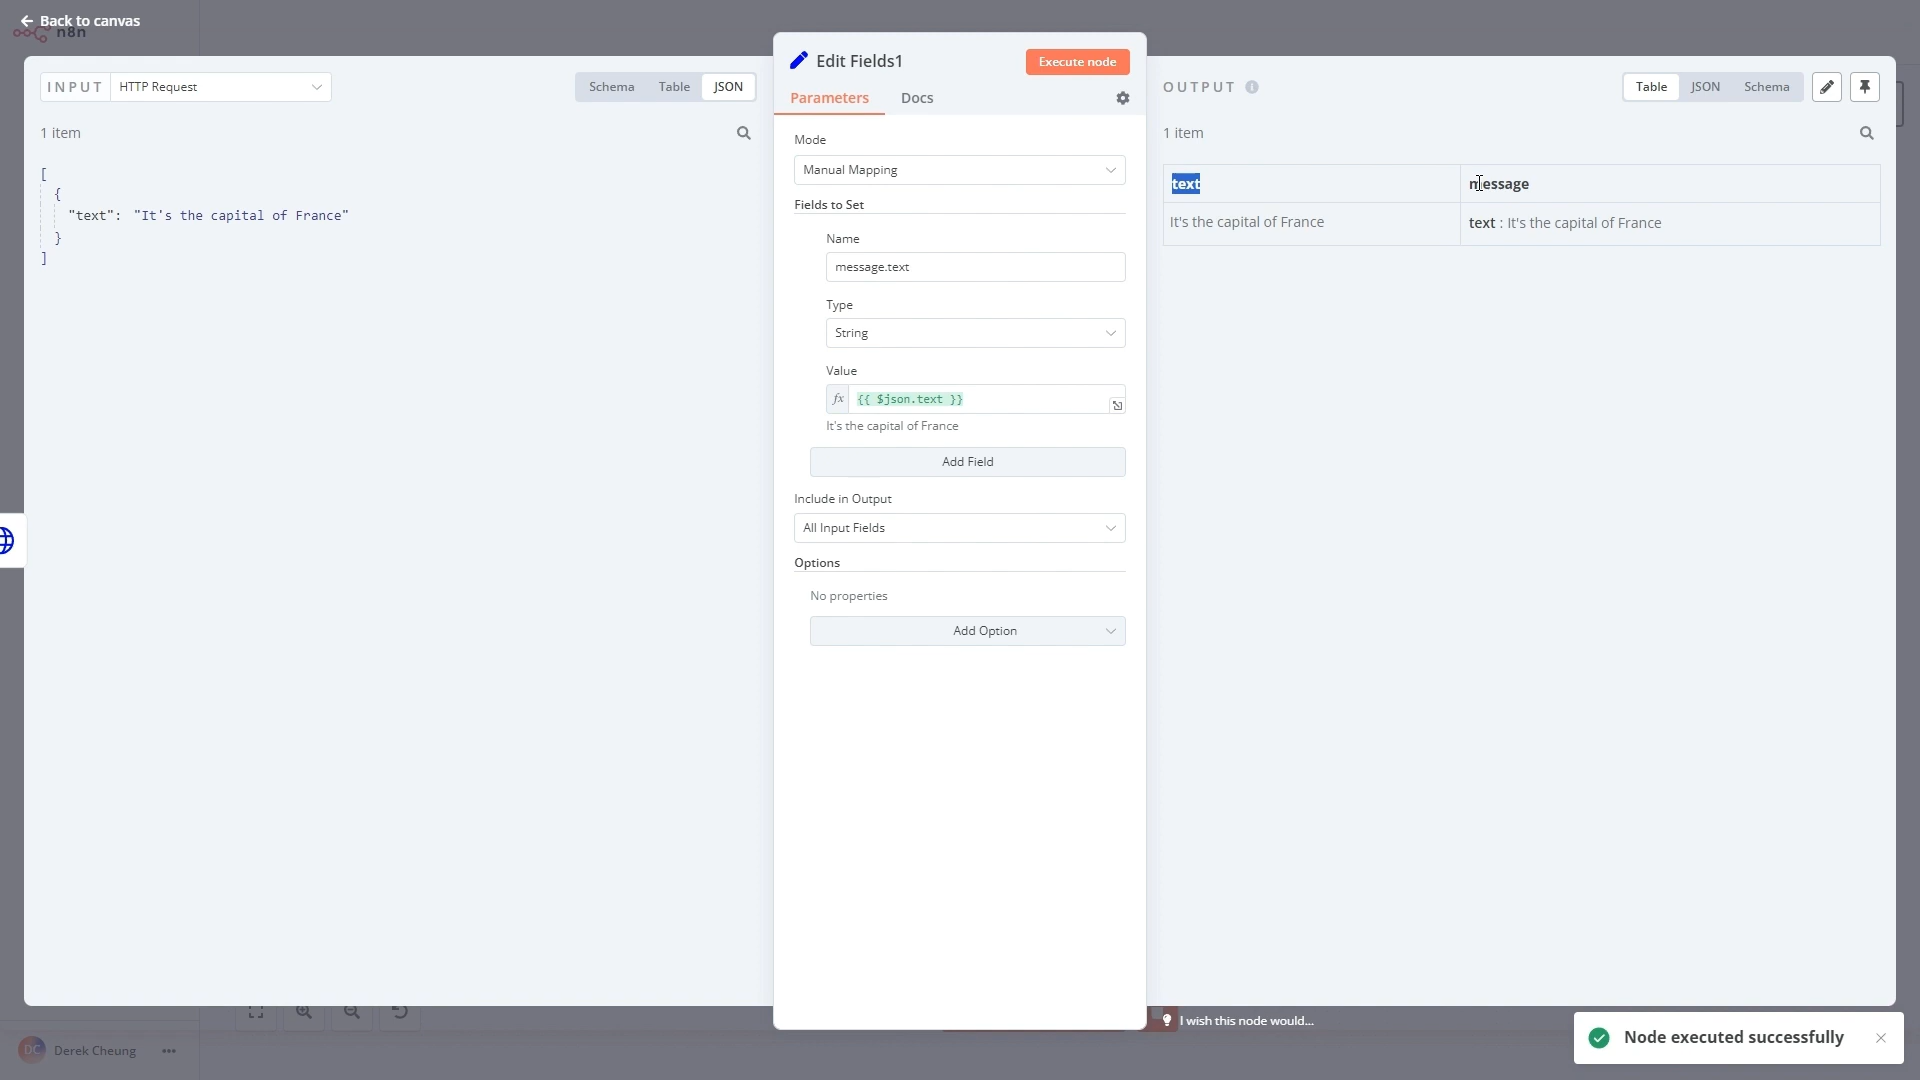 ← Back to canvas
n8n
INPUT HTTP Request
Schema Table JSON
1 item
[
{
"text": "It's the capital of France"
}
]
Edit Fields1
Execute node
Parameters Docs
Mode
Manual Mapping
Fields to Set
Name
message.text
Type
String
Value
fx {{ $json.text }}
It's the capital of France
Add Field
Include in Output
All Input Fields
Options
No properties
Add Option
I wish this node would...
OUTPUT
Table JSON Schema
1 item
text message
It's the capital of France text : It's the capital of France
DC Derek Cheung
Node executed successfully